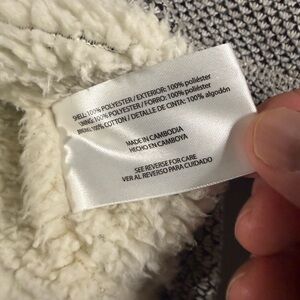 SHELL: 100% POLYESTER / EXTERIOR: 100% poliéster
LINING: 100% POLYESTER / FORRO: 100% poliéster
100% COTTON / DETALLE DE CINTA: 100% algodón
MADE IN CAMBODIA
HECHO EN CAMBOYA
SEE REVERSE FOR CARE
VER AL REVERSO PARA CUIDADO